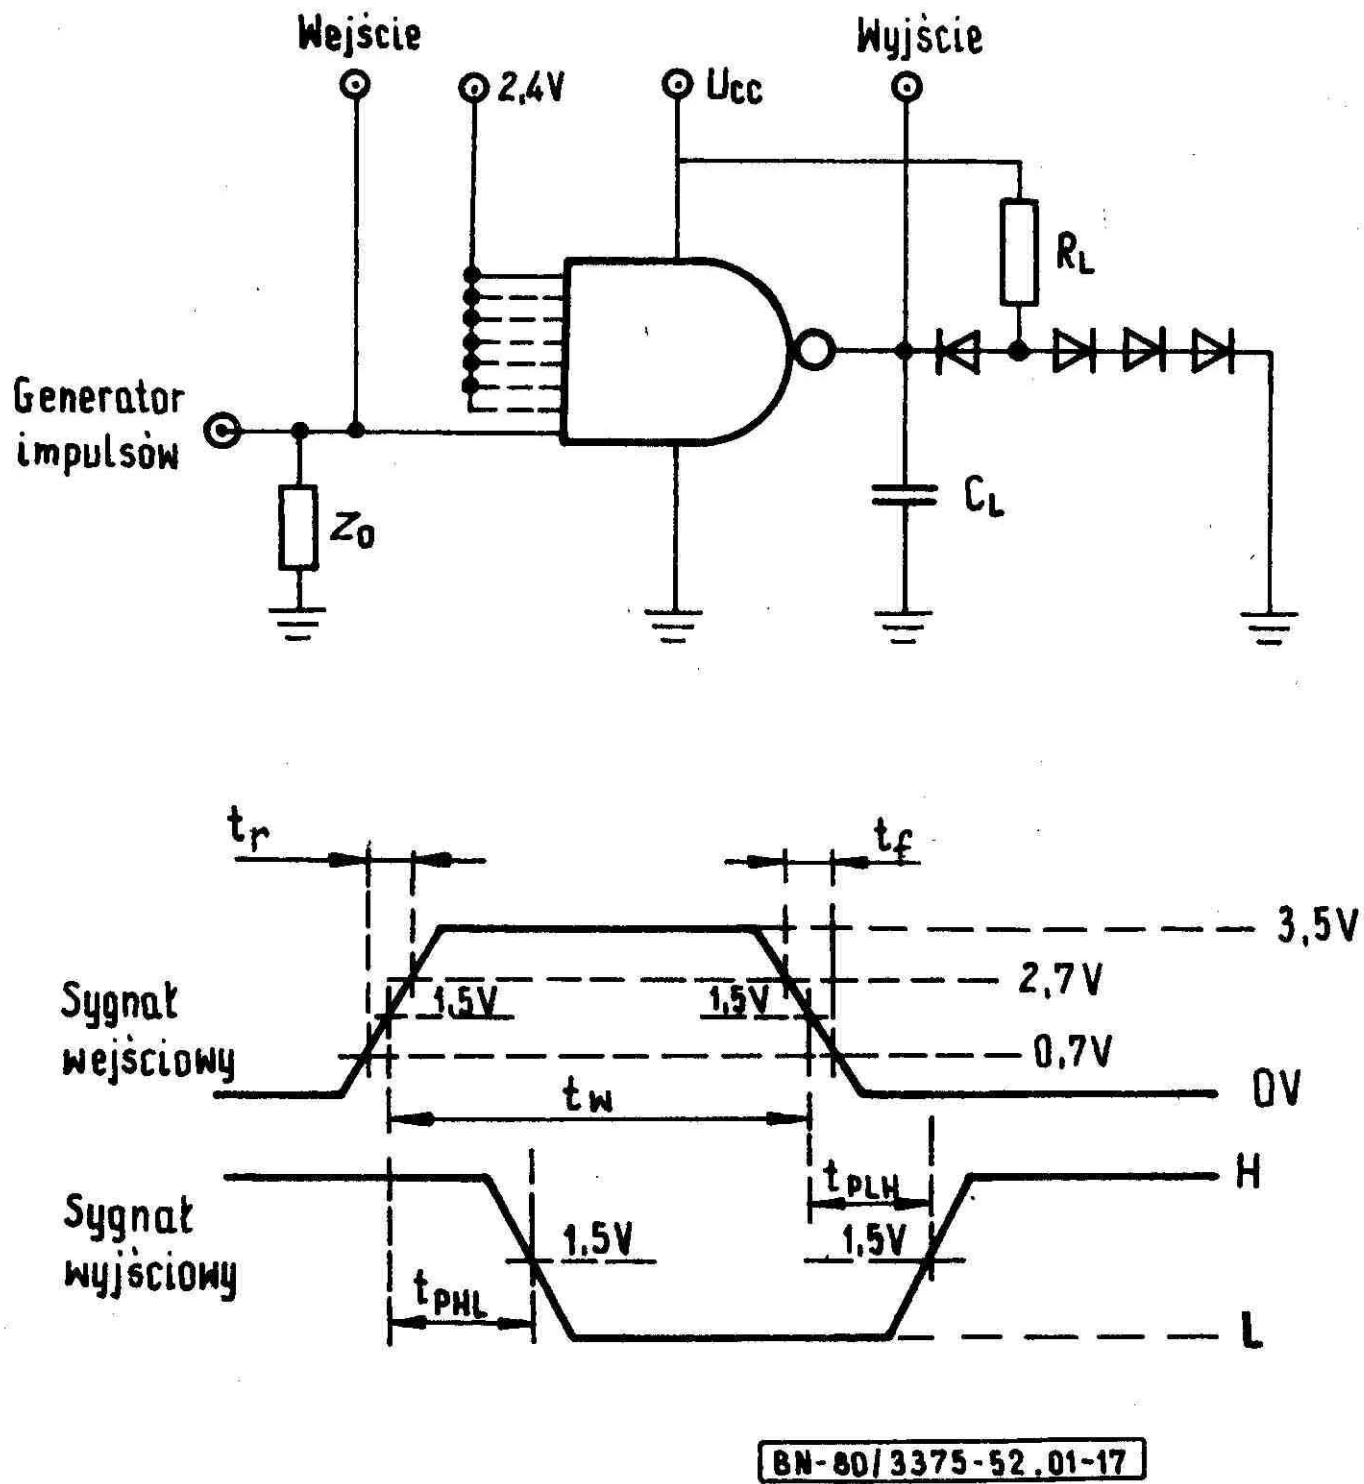 Wejście
Wyjście
2,4V
Ucc
RL
Generator
impulsów
Z0
CL
tr
tf
3,5V
2,7V
1,5V
1,5V
Sygnał
wejściowy
0,7V
0V
tw
H
tPLH
Sygnał
wyjściowy
1,5V
1,5V
tPHL
L
BN-80/3375-52.01-17